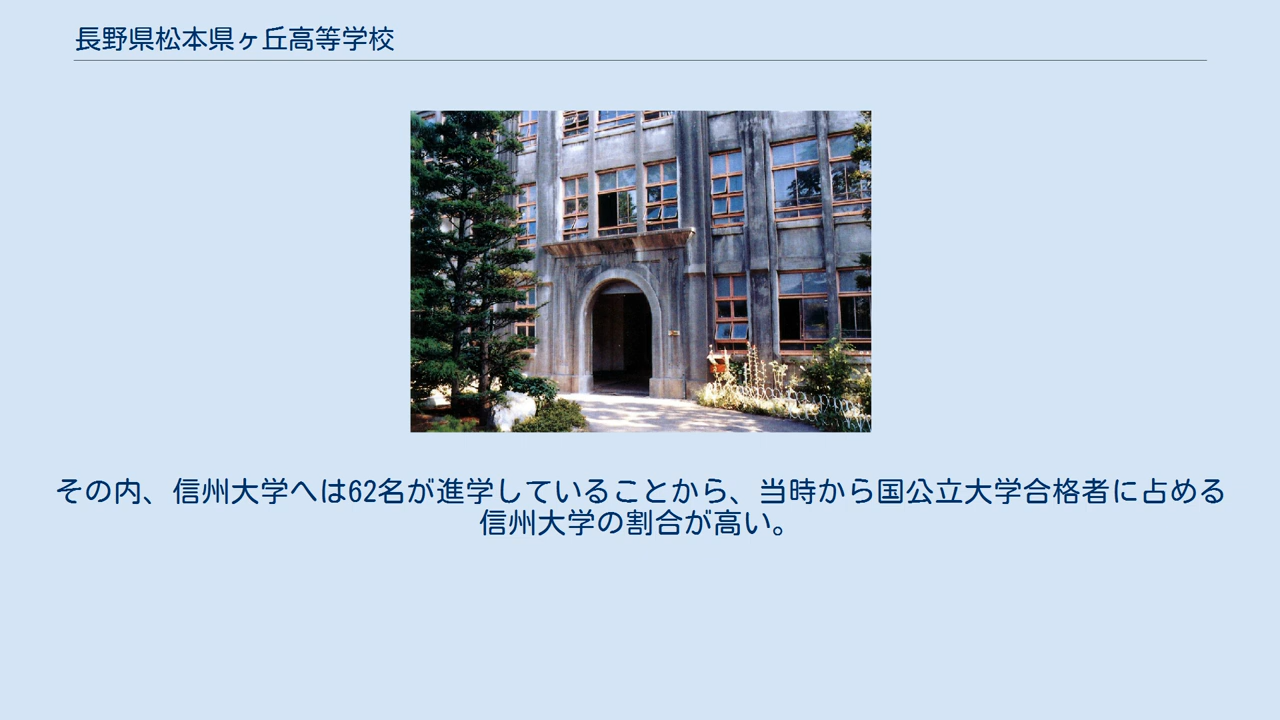 長野県松本県ヶ丘高等学校
その内、信州大学へは62名が進学していることから、当時から国公立大学合格者に占める
信州大学の割合が高い。